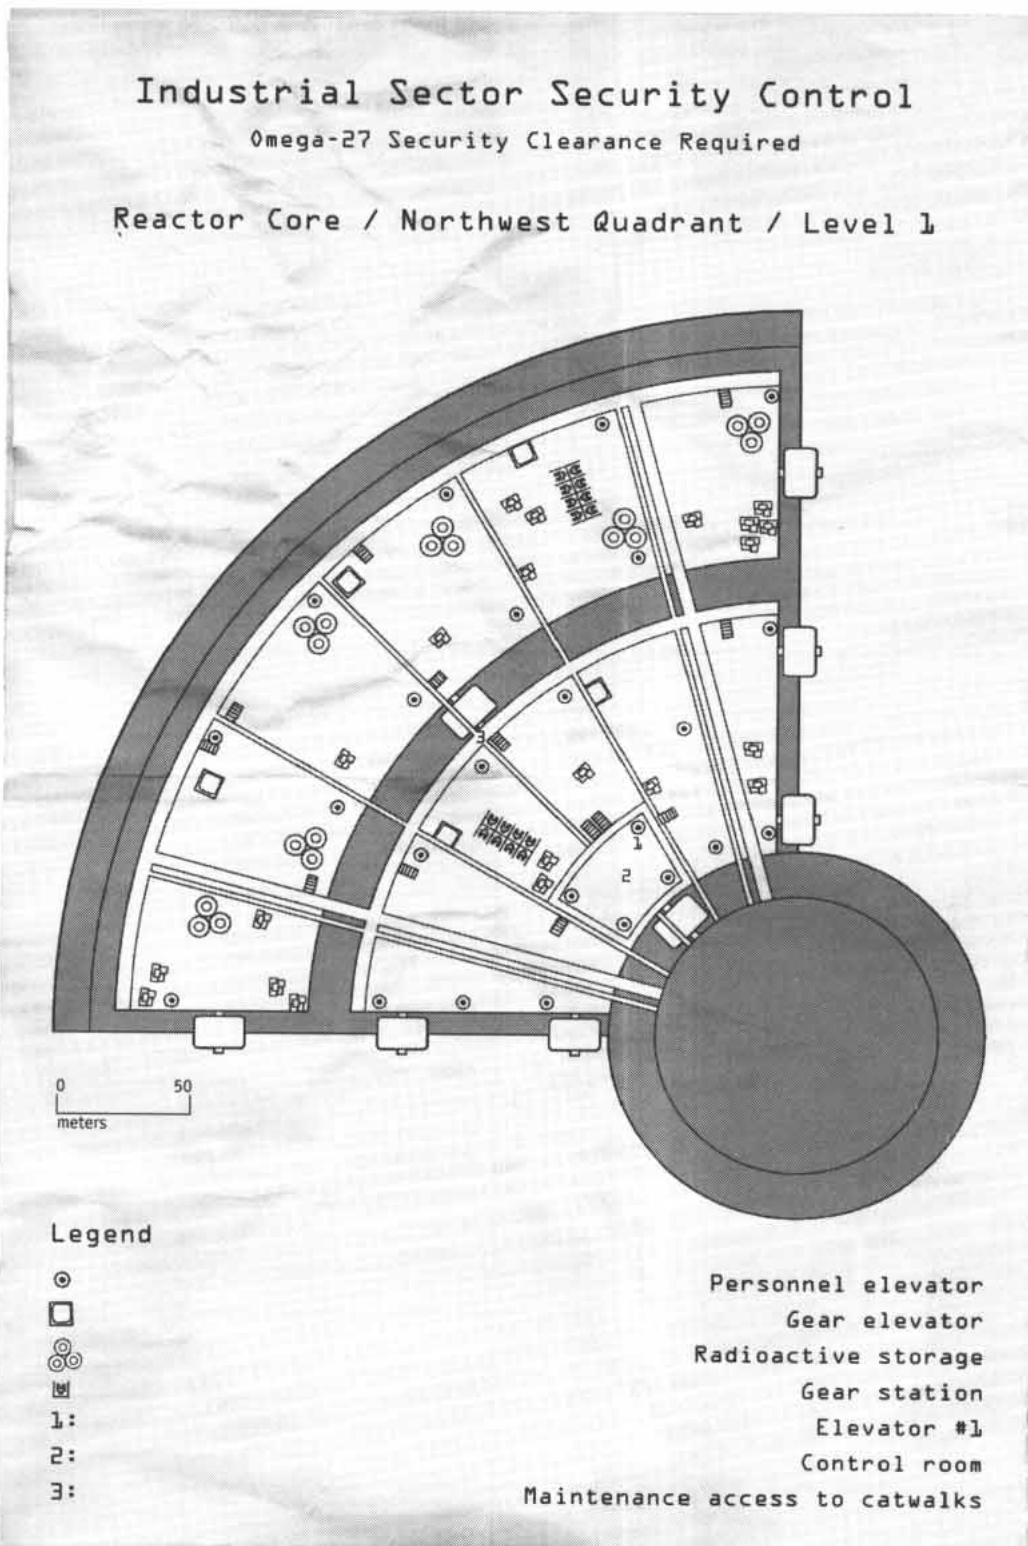 Industrial Sector Security Control
Omega-27 Security Clearance Required
Reactor Core / Northwest Quadrant / Level 1
3
1
2
0 50
meters
Legend
Personnel elevator
Gear elevator
Radioactive storage
Gear station
1: Elevator #1
2: Control room
3: Maintenance access to catwalks